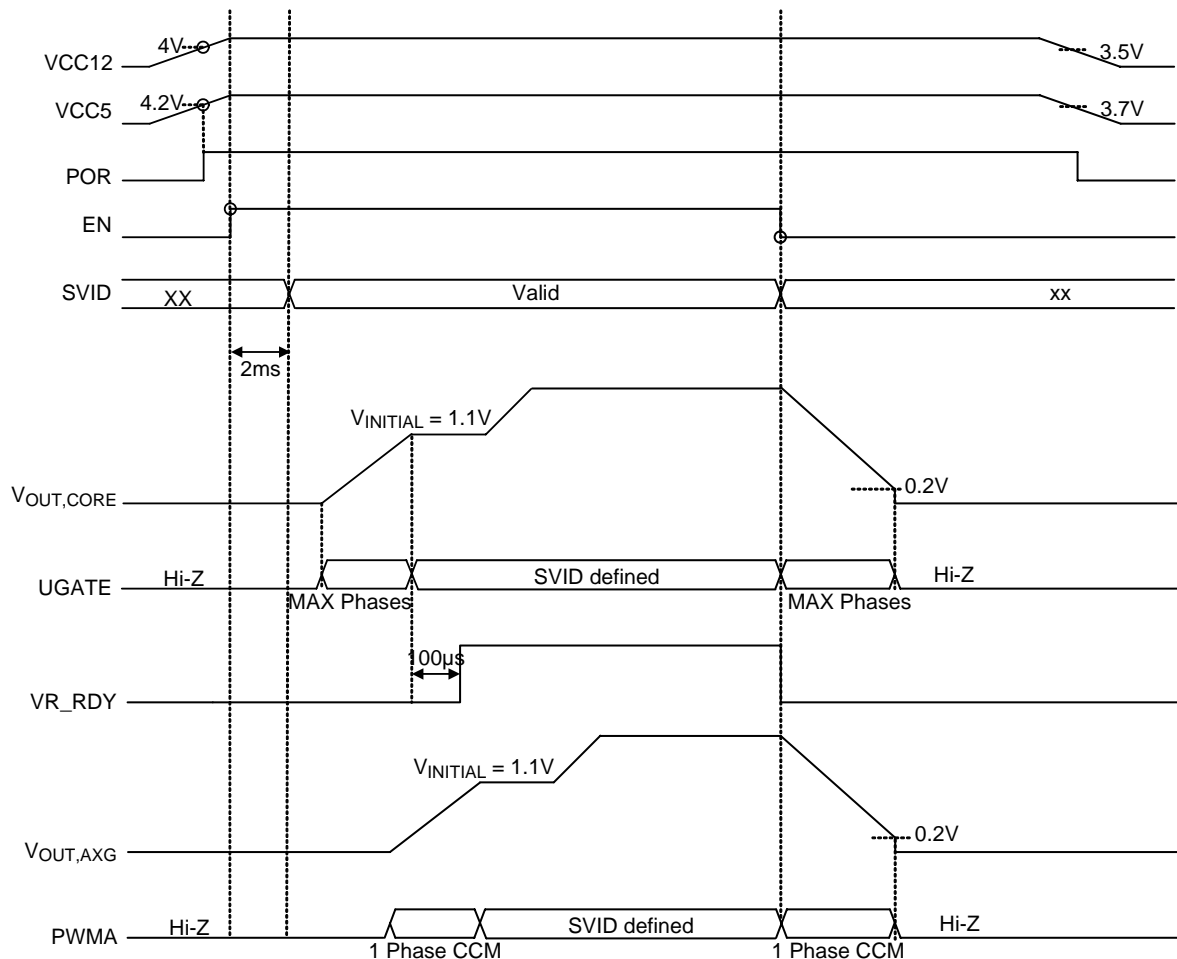 4V
VCC12
3.5V
4.2V
VCC5
3.7V
POR
EN
SVID
XX
Valid
xx
2ms
VINITIAL = 1.1V
VOUT,CORE
0.2V
UGATE
Hi-Z
SVID defined
Hi-Z
MAX Phases
MAX Phases
100µs
VR_RDY
VINITIAL = 1.1V
VOUT,AXG
0.2V
PWMA
Hi-Z
SVID defined
Hi-Z
1 Phase CCM
1 Phase CCM